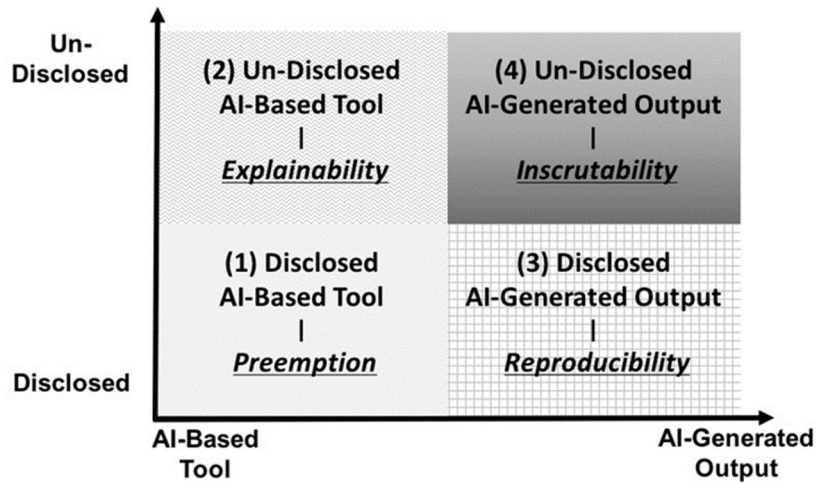 Un-
Disclosed
(2) Un-Disclosed
AI-Based Tool
Explainability
(4) Un-Disclosed
AI-Generated Output
Inscrutability
(1) Disclosed
AI-Based Tool
Preemption
(3) Disclosed
AI-Generated Output
Reproducibility
Disclosed
AI-Based
Tool
AI-Generated
Output